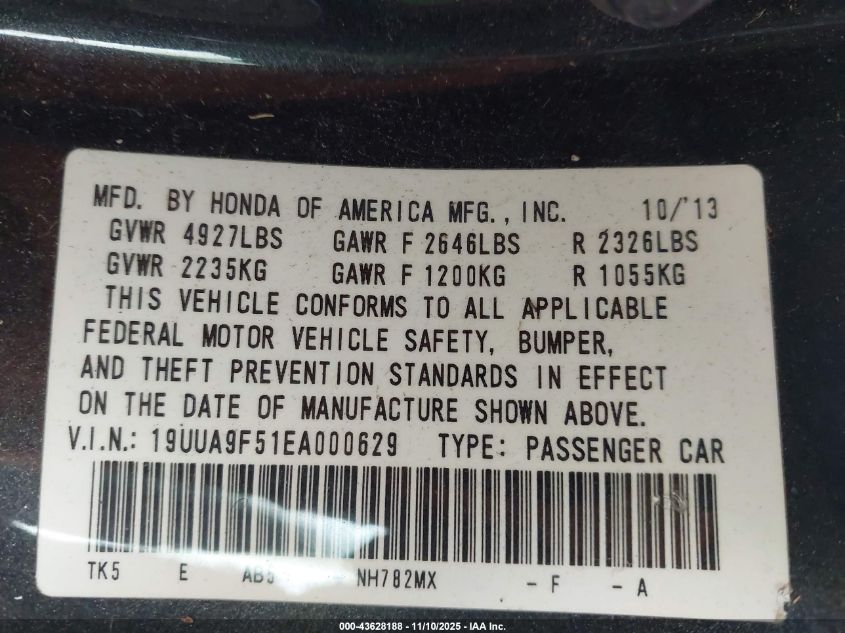 MFD. BY HONDA OF AMERICA MFG., INC. 10/'13
GVWR 4927LBS GAWR F 2646LBS R 2326LBS
GVWR 2235KG GAWR F 1200KG R 1055KG
THIS VEHICLE CONFORMS TO ALL APPLICABLE
FEDERAL MOTOR VEHICLE SAFETY, BUMPER,
AND THEFT PREVENTION STANDARDS IN EFFECT
ON THE DATE OF MANUFACTURE SHOWN ABOVE.
V.I.N.: 19UUA9F51EA000629 TYPE: PASSENGER CAR
TK5 E NH782MX - F - A
000-43628188 - 11/10/2025 - IAA Inc.